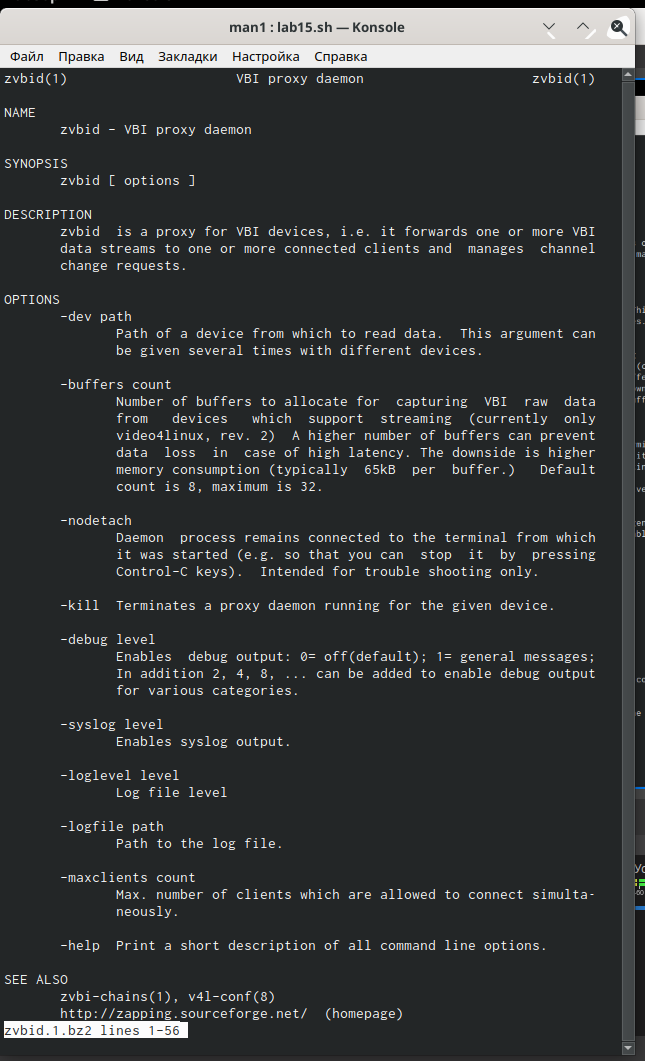 man1 : lab15.sh — Konsole
Файл Правка Вид Закладки Настройка Справка
zvbid(1) VBI proxy daemon zvbid(1)
NAME
zvbid - VBI proxy daemon
SYNOPSIS
zvbid [ options ]
DESCRIPTION
zvbid is a proxy for VBI devices, i.e. it forwards one or more VBI
data streams to one or more connected clients and manages channel
change requests.
OPTIONS
-dev path
Path of a device from which to read data. This argument can
be given several times with different devices.
-buffers count
Number of buffers to allocate for capturing VBI raw data
from devices which support streaming (currently only
video4linux, rev. 2) A higher number of buffers can prevent
data loss in case of high latency. The downside is higher
memory consumption (typically 65kB per buffer.) Default
count is 8, maximum is 32.
-nodetach
Daemon process remains connected to the terminal from which
it was started (e.g. so that you can stop it by pressing
Control-C keys). Intended for trouble shooting only.
-kill Terminates a proxy daemon running for the given device.
-debug level
Enables debug output: 0= off(default); 1= general messages;
In addition 2, 4, 8, ... can be added to enable debug output
for various categories.
-syslog level
Enables syslog output.
-loglevel level
Log file level
-logfile path
Path to the log file.
-maxclients count
Max. number of clients which are allowed to connect simulta-
neously.
-help Print a short description of all command line options.
SEE ALSO
zvbi-chains(1), v4l-conf(8)
http://zapping.sourceforge.net/ (homepage)
zvbid.1.bz2 lines 1-56